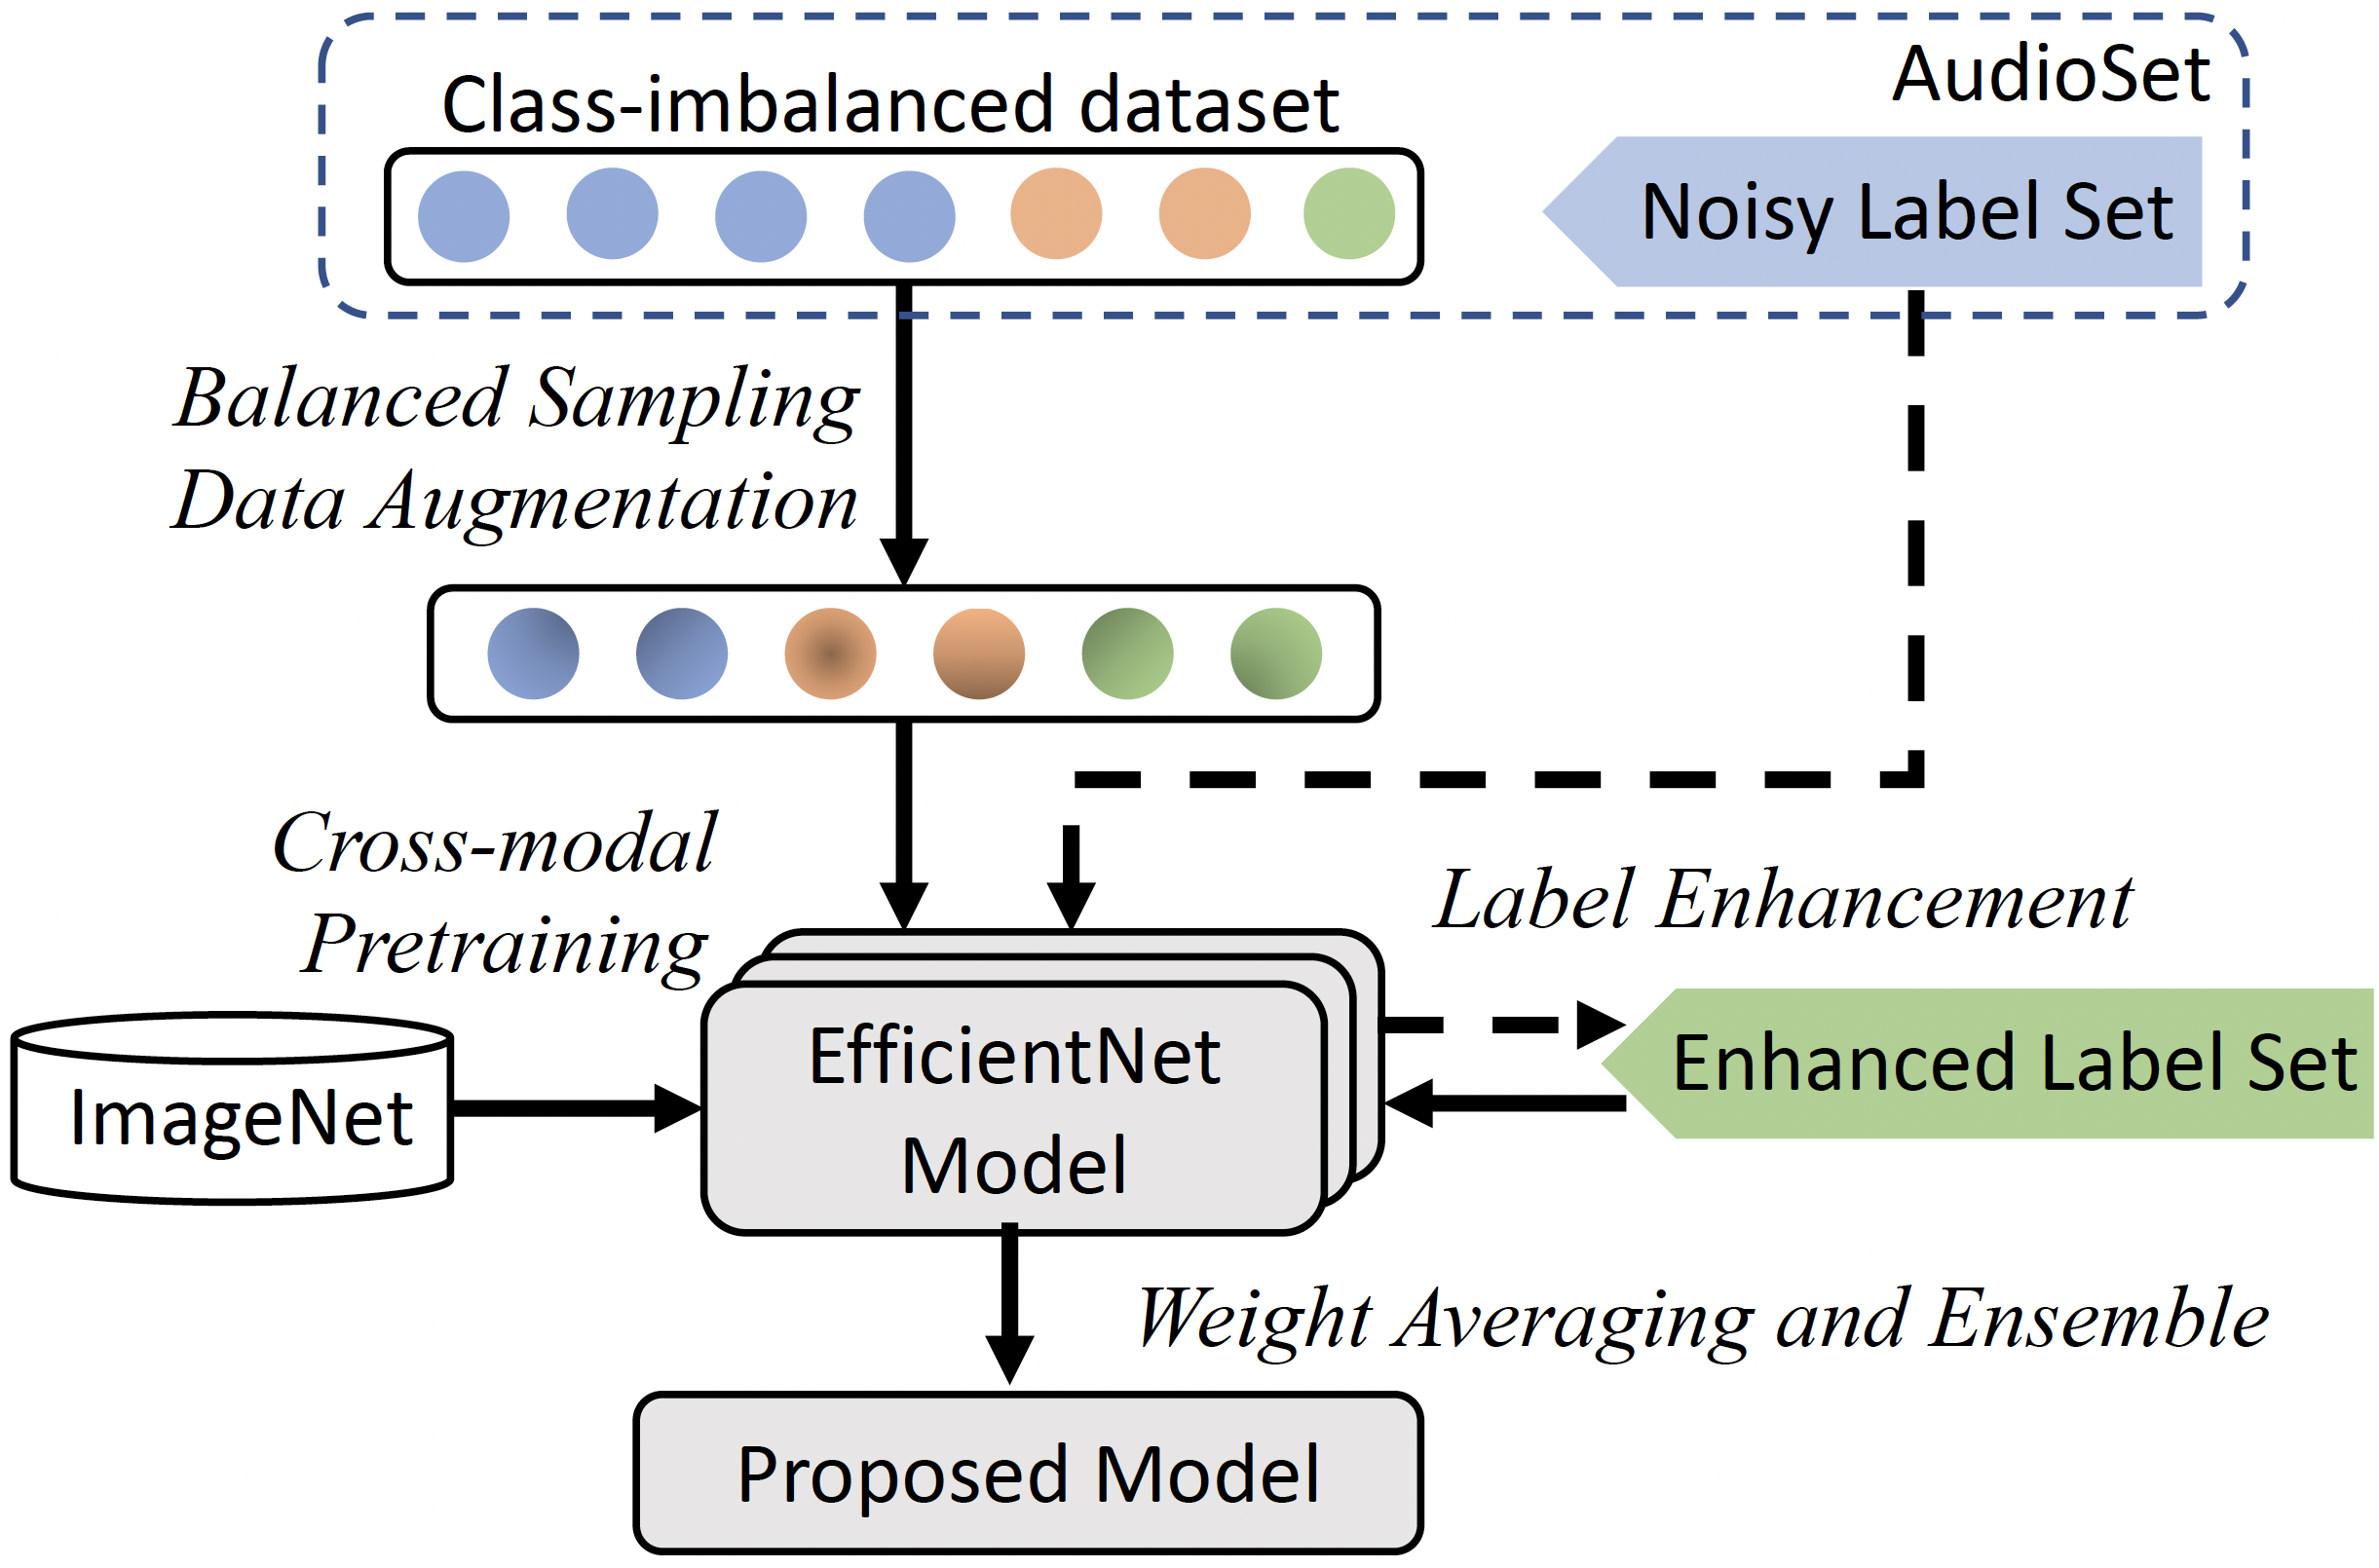 AudioSet
Class-imbalanced dataset
Noisy Label Set
Balanced Sampling
Data Augmentation
Cross-modal
Pretraining
Label Enhancement
ImageNet
EfficientNet
Model
Enhanced Label Set
Weight Averaging and Ensemble
Proposed Model